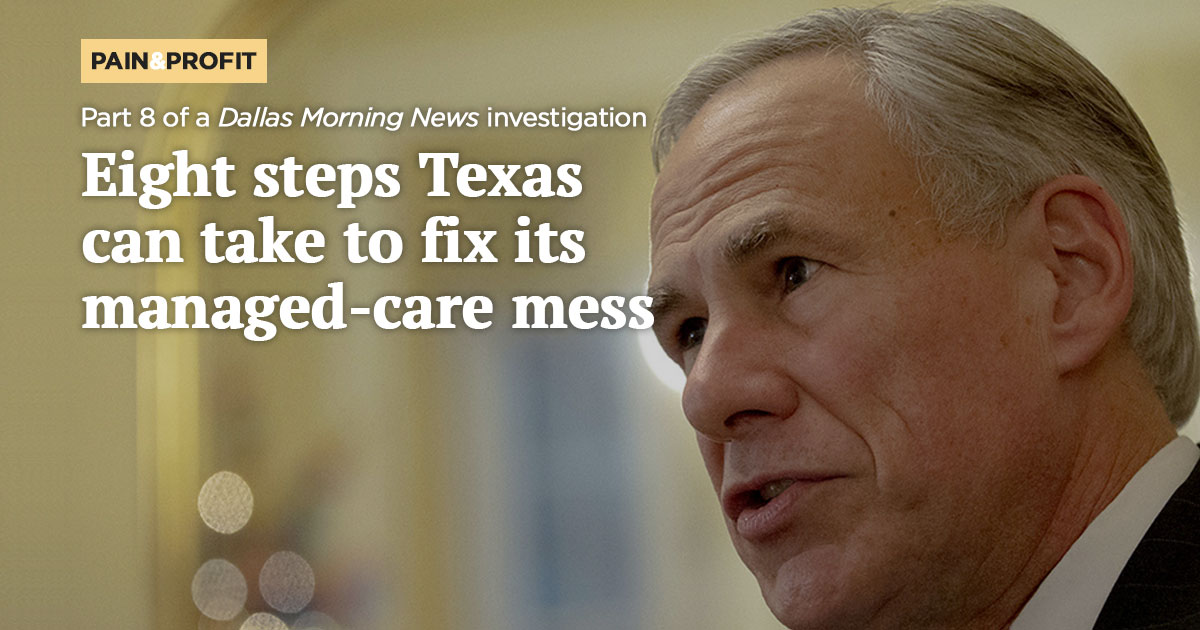 PAIN&PROFIT
Part 8 of a Dallas Morning News investigation
Eight steps Texas
can take to fix its
managed-care mess